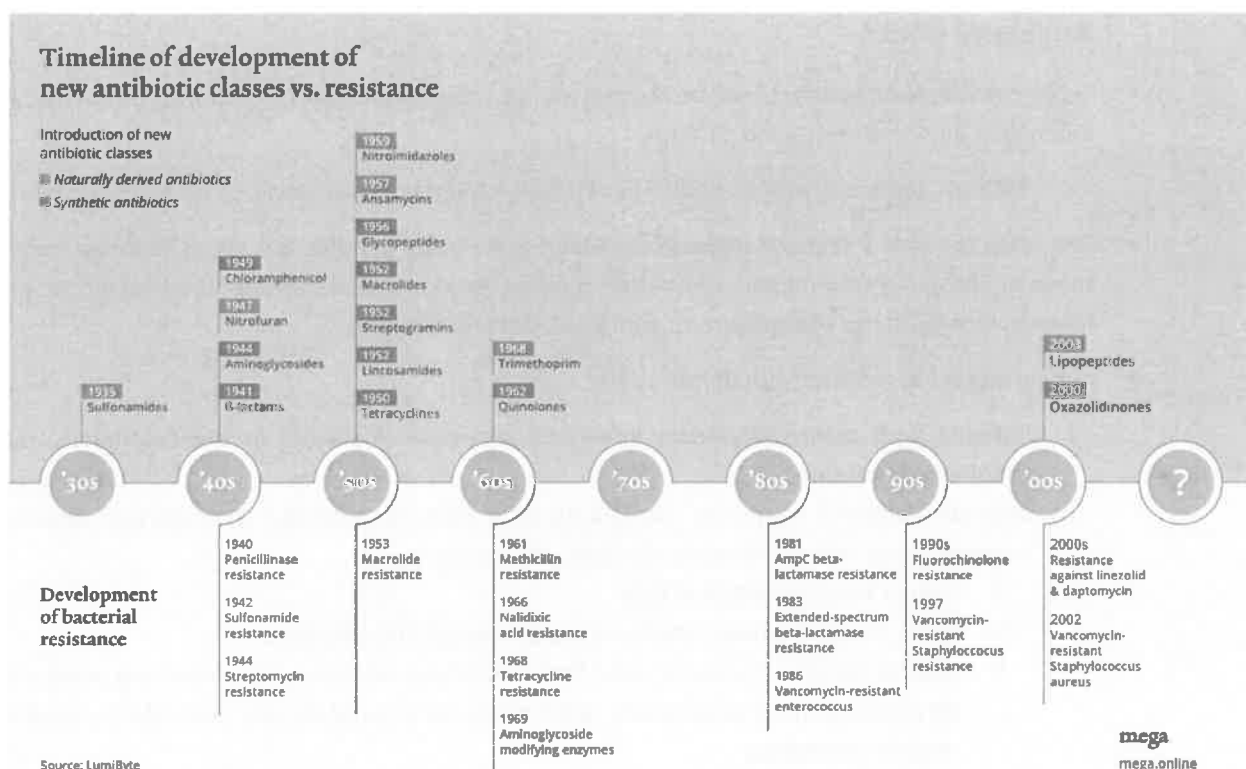 Timeline of development of
new antibiotic classes vs. resistance
Introduction of new
antibiotic classes
Naturally derived antibiotics
Synthetic antibiotics
1935
Sulfonamides
1949
Chloramphenicol
1947
Nitrofuran
1944
Aminoglycosides
1941
ß-lactams
1959
Nitroimidazoles
1957
Ansamycins
1956
Glycopeptides
1952
Macrolides
1952
Streptogramins
1952
Lincosamides
1950
Tetracyclines
1968
Trimethoprim
1962
Quinolones
2003
Lipopeptides
2000
Oxazolidinones
'30s
'40s
'50s
'60s
'70s
'80s
'90s
'00s
?
Development
of bacterial
resistance
1940
Penicillinase
resistance
1942
Sulfonamide
resistance
1944
Streptomycin
resistance
1953
Macrolide
resistance
1961
Methicillin
resistance
1966
Nalidixic
acid resistance
1968
Tetracycline
resistance
1969
Aminoglycoside
modifying enzymes
1981
AmpC beta-
lactamase resistance
1983
Extended-spectrum
beta-lactamase
resistance
1986
Vancomycin-resistant
enterococcus
1990s
Fluorochinolone
resistance
1997
Vancomycin-
resistant
Staphyloccocus
resistance
2000s
Resistance
against linezolid
& daptomycin
2002
Vancomycin-
resistant
Staphylococcus
aureus
Source: LumiByte
mega
mega.online